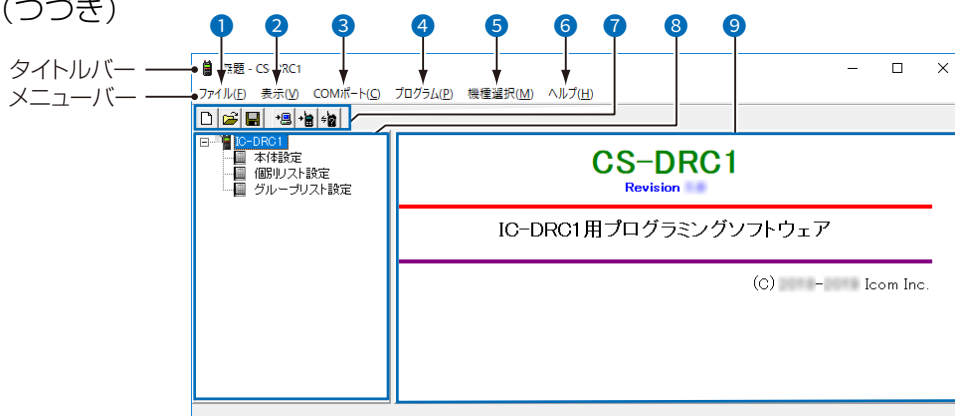 (つづき)
1 2 3 4 5 6 7 8 9
タイトルバー
題 - CS-DRC1
メニューバー
ファイル(F) 表示(V) COMポート(C) プログラム(P) 機種選択(M) ヘルプ(H)
IC-DRC1
本体設定
個別リスト設定
グループリスト設定
CS-DRC1
Revision
IC-DRC1用プログラミングソフトウェア
(C) - Icom Inc.